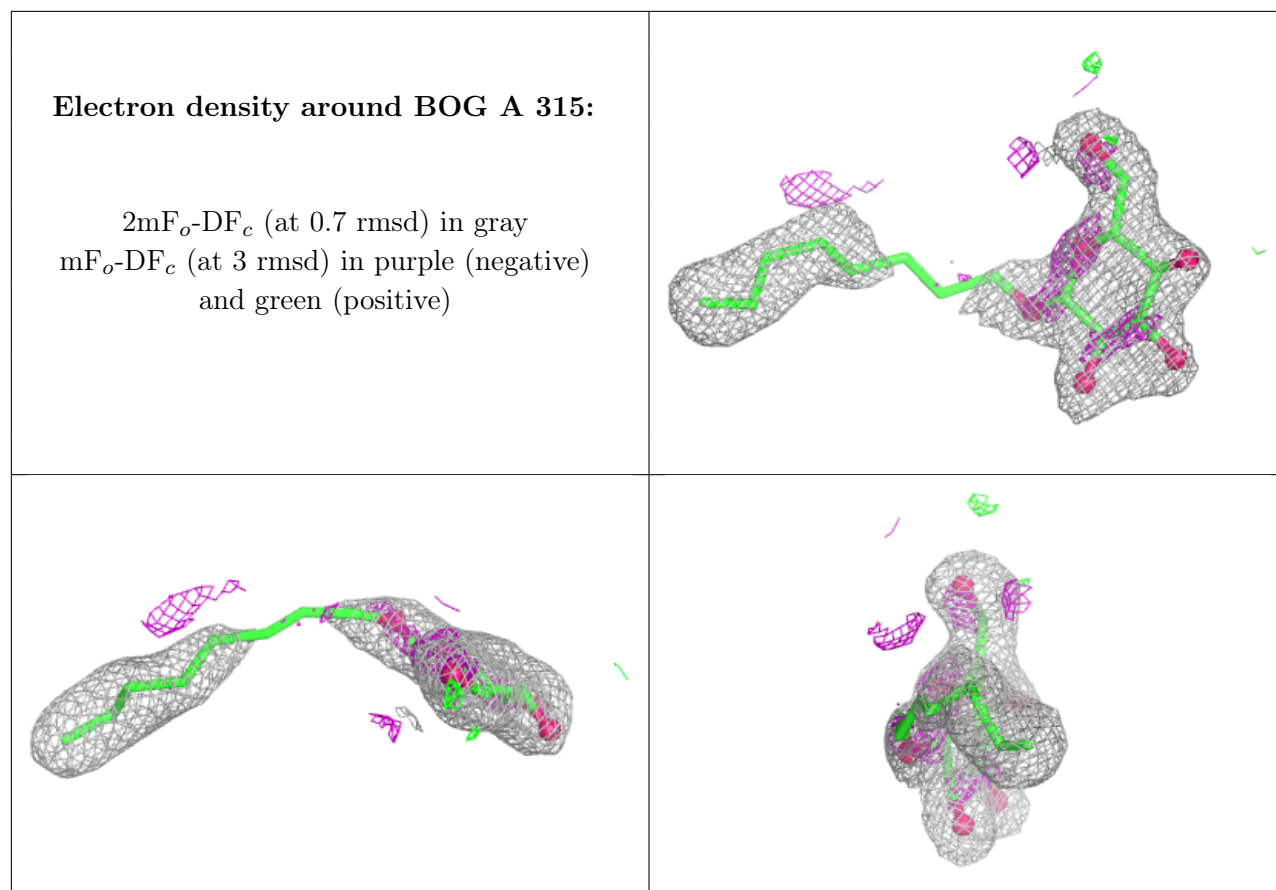 Electron density around BOG A 315:
2mFₒ-DF𝒸 (at 0.7 rmsd) in gray
mFₒ-DF𝒸 (at 3 rmsd) in purple (negative)
and green (positive)